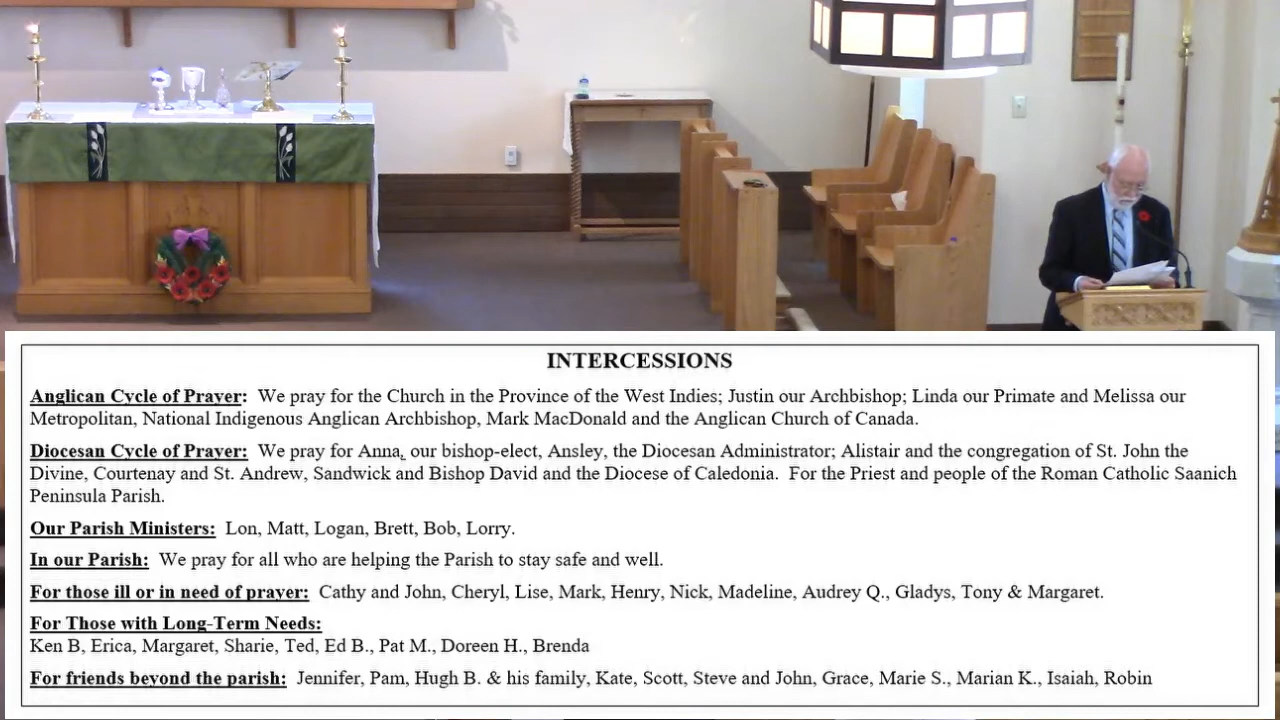 INTERCESSIONS
Anglican Cycle of Prayer: We pray for the Church in the Province of the West Indies; Justin our Archbishop; Linda our Primate and Melissa our
Metropolitan, National Indigenous Anglican Archbishop, Mark MacDonald and the Anglican Church of Canada.
Diocesan Cycle of Prayer: We pray for Anna, our bishop-elect, Ansley, the Diocesan Administrator; Alistair and the congregation of St. John the
Divine, Courtenay and St. Andrew, Sandwick and Bishop David and the Diocese of Caledonia. For the Priest and people of the Roman Catholic Saanich
Peninsula Parish.
Our Parish Ministers: Lon, Matt, Logan, Brett, Bob, Lorry.
In our Parish: We pray for all who are helping the Parish to stay safe and well.
For those ill or in need of prayer: Cathy and John, Cheryl, Lise, Mark, Henry, Nick, Madeline, Audrey Q., Gladys, Tony & Margaret.
For Those with Long-Term Needs:
Ken B, Erica, Margaret, Sharie, Ted, Ed B., Pat M., Doreen H., Brenda
For friends beyond the parish: Jennifer, Pam, Hugh B. & his family, Kate, Scott, Steve and John, Grace, Marie S., Marian K., Isaiah, Robin